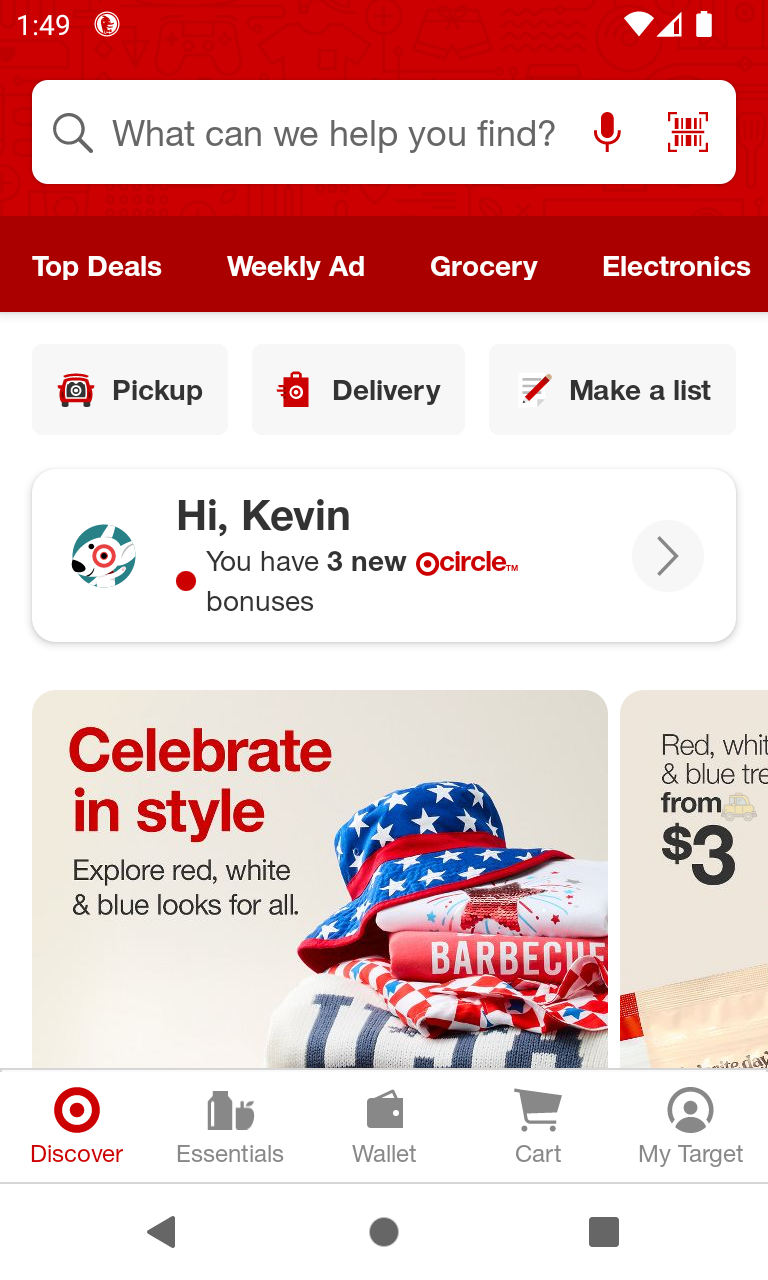 1:49
What can we help you find?
Top Deals
Weekly Ad
Grocery
Electronics
Pickup
Delivery
Make a list
Hi, Kevin
You have 3 new circle™
bonuses
Celebrate
in style
Explore red, white
& blue looks for all.
BARBECUE
Red, whit
& blue tre
from
$3
Discover
Essentials
Wallet
Cart
My Target